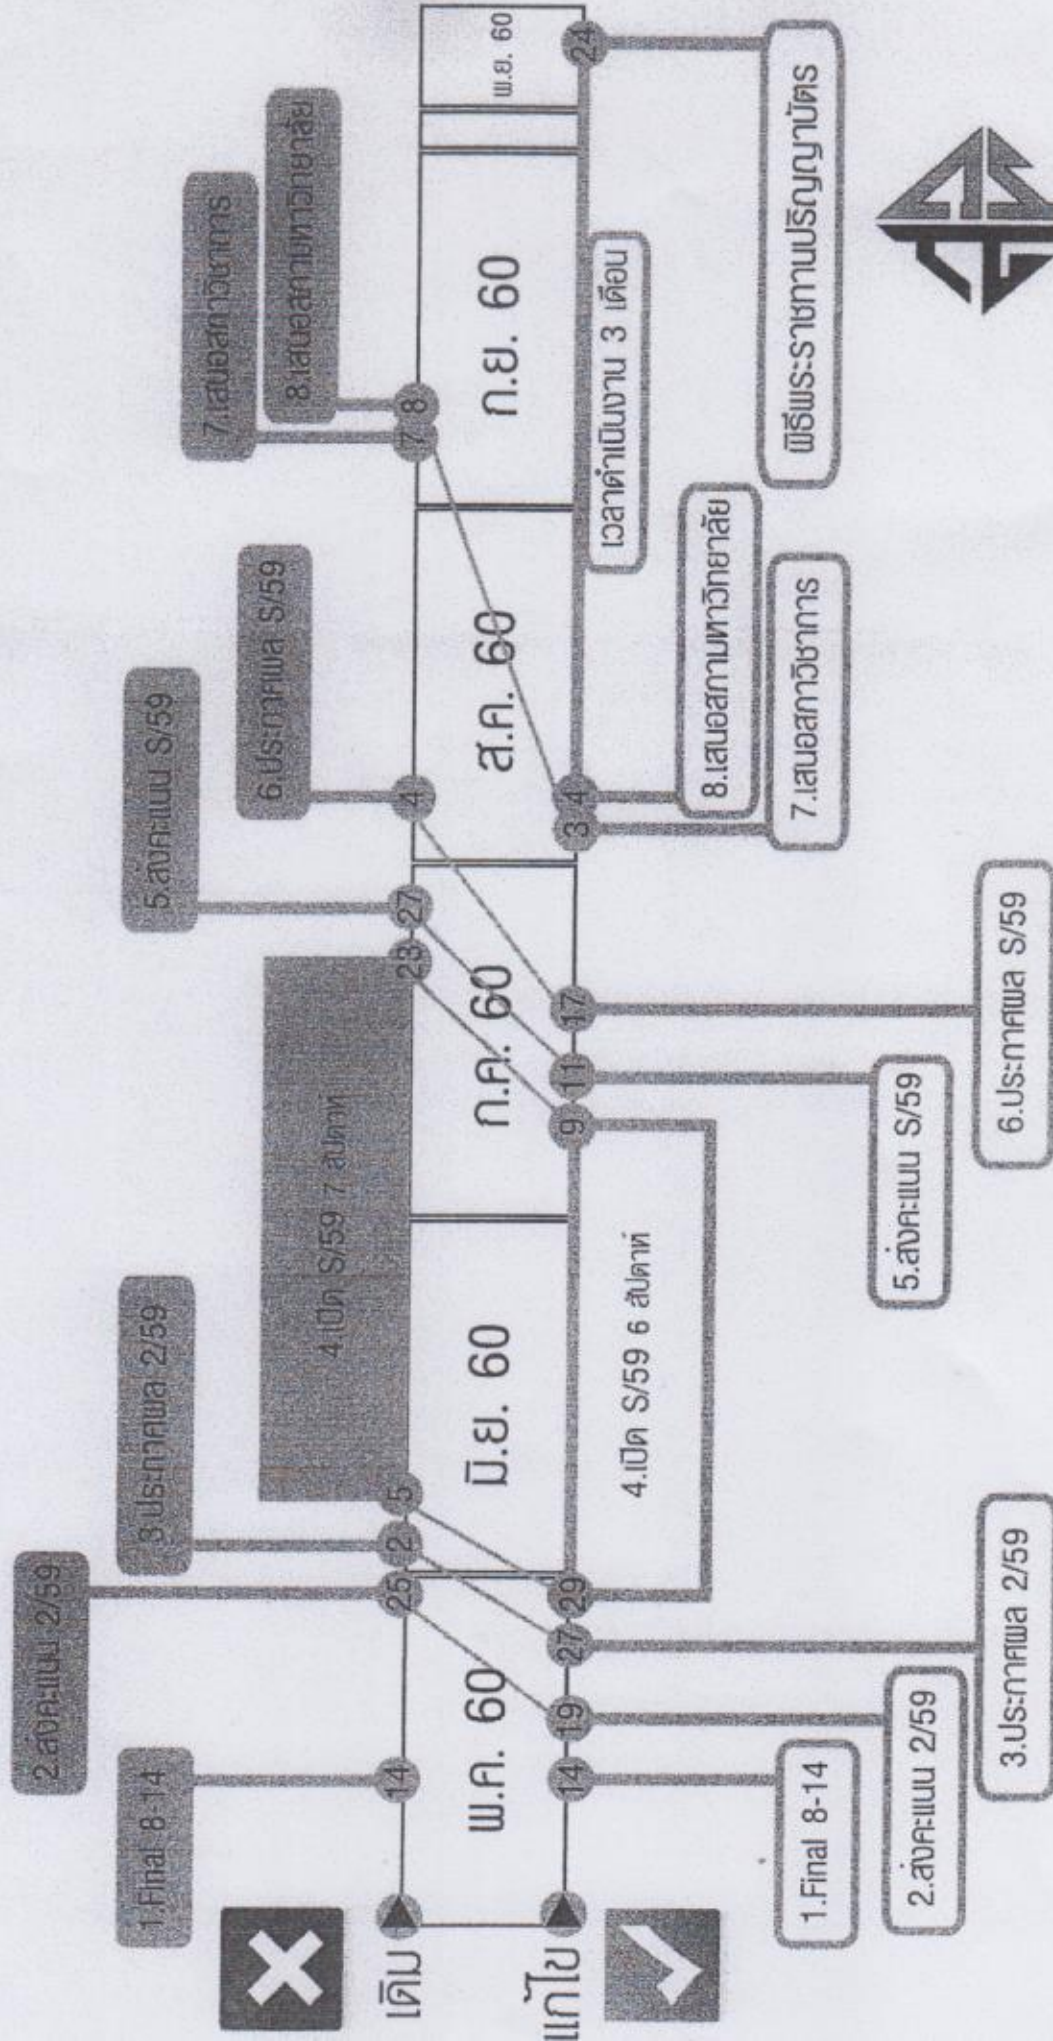 2.ส่งคะแนน 2/59
1.Final 8-14
3.ประกาศผล 2/59
5.ส่งคะแนน S/59
7.เสนอสภาวิชาการ
4.เปิด S/59 7 สัปดาห์
6.ประกาศผล S/59
8.เสนอสภามหาวิทยาลัย
เดิม
14
25
2
5
23
27
4
7
8
พ.ค. 60
มิ.ย. 60
ก.ค. 60
ส.ค. 60
ก.ย. 60
พ.ย. 60
แก้ไข
14
19
27
29
9
11
17
3
4
24
เวลาดำเนินงาน 3 เดือน
4.เปิด S/59 6 สัปดาห์
8.เสนอสภามหาวิทยาลัย
1.Final 8-14
7.เสนอสภาวิชาการ
พิธีพระราชทานปริญญาบัตร
2.ส่งคะแนน 2/59
5.ส่งคะแนน S/59
3.ประกาศผล 2/59
6.ประกาศผล S/59